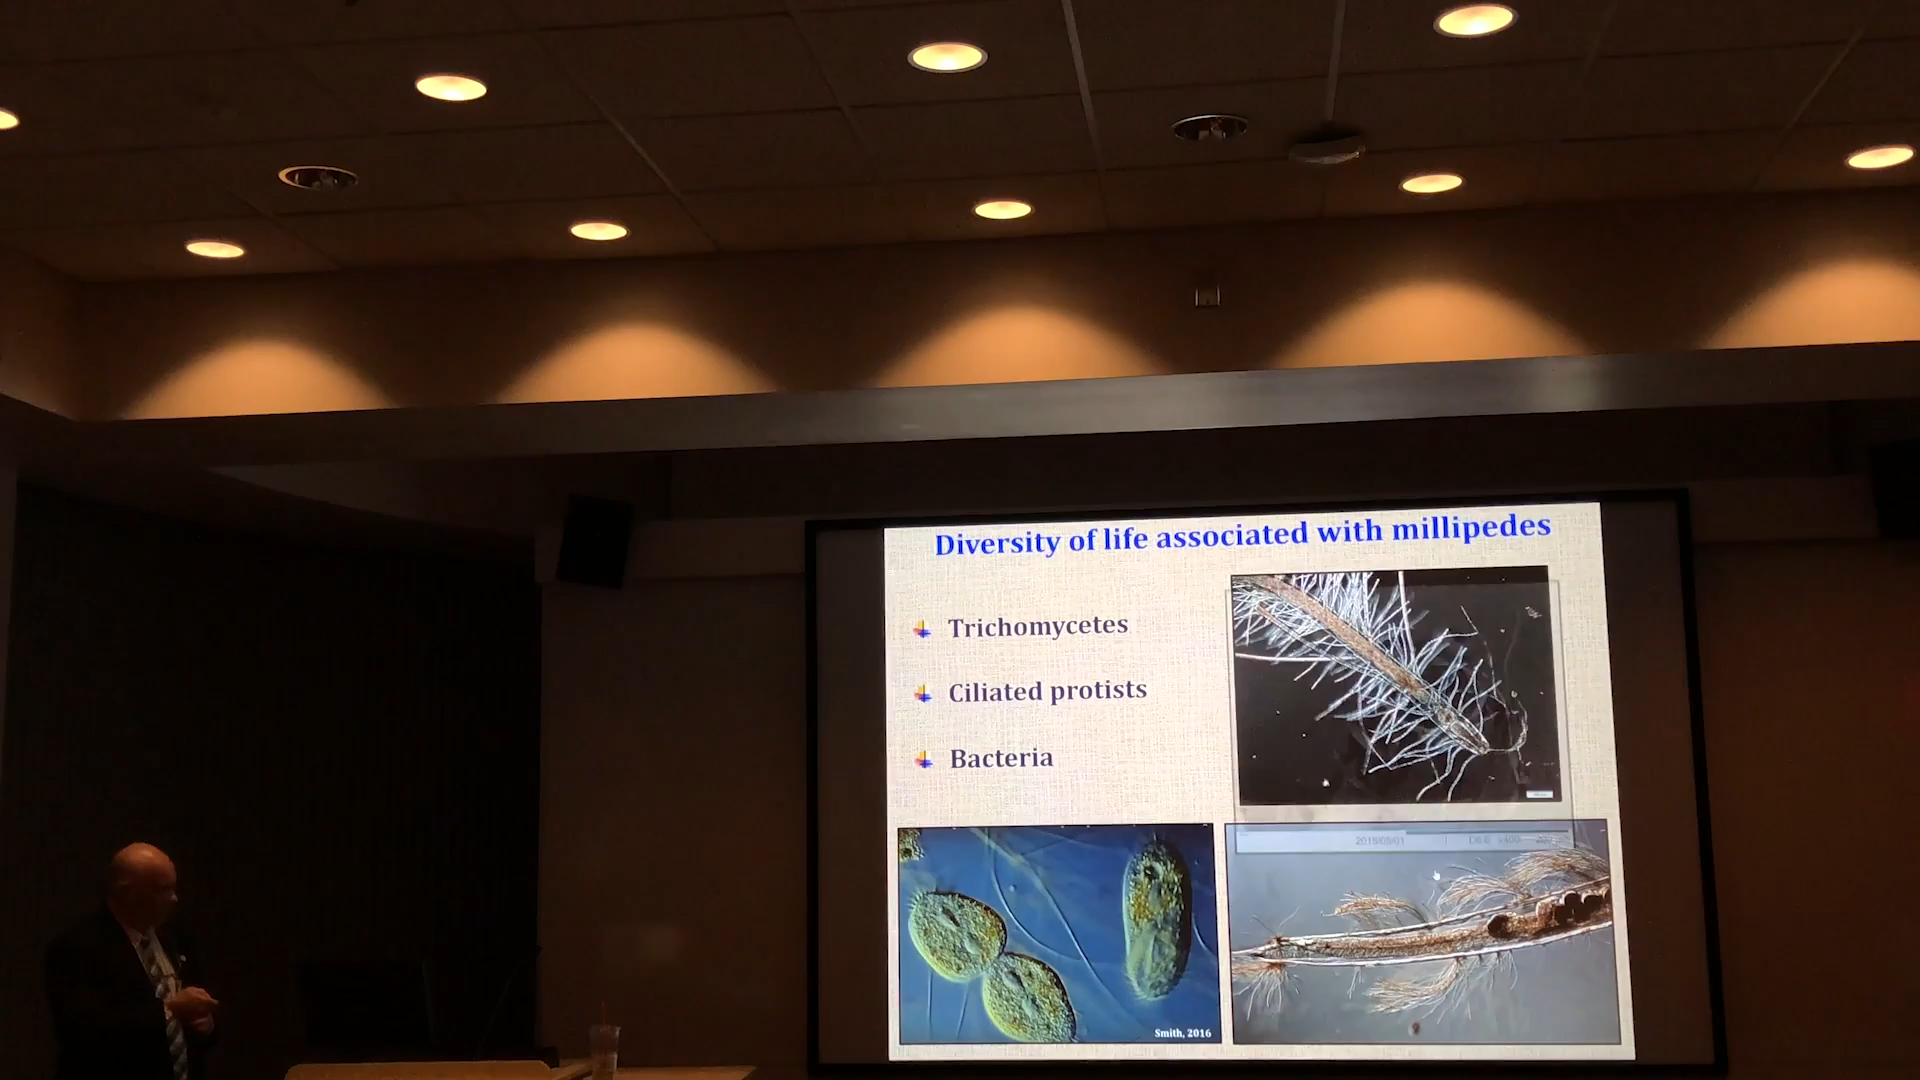 Diversity of life associated with millipedes
Trichomycetes
Ciliated protists
Bacteria
Smith, 2016